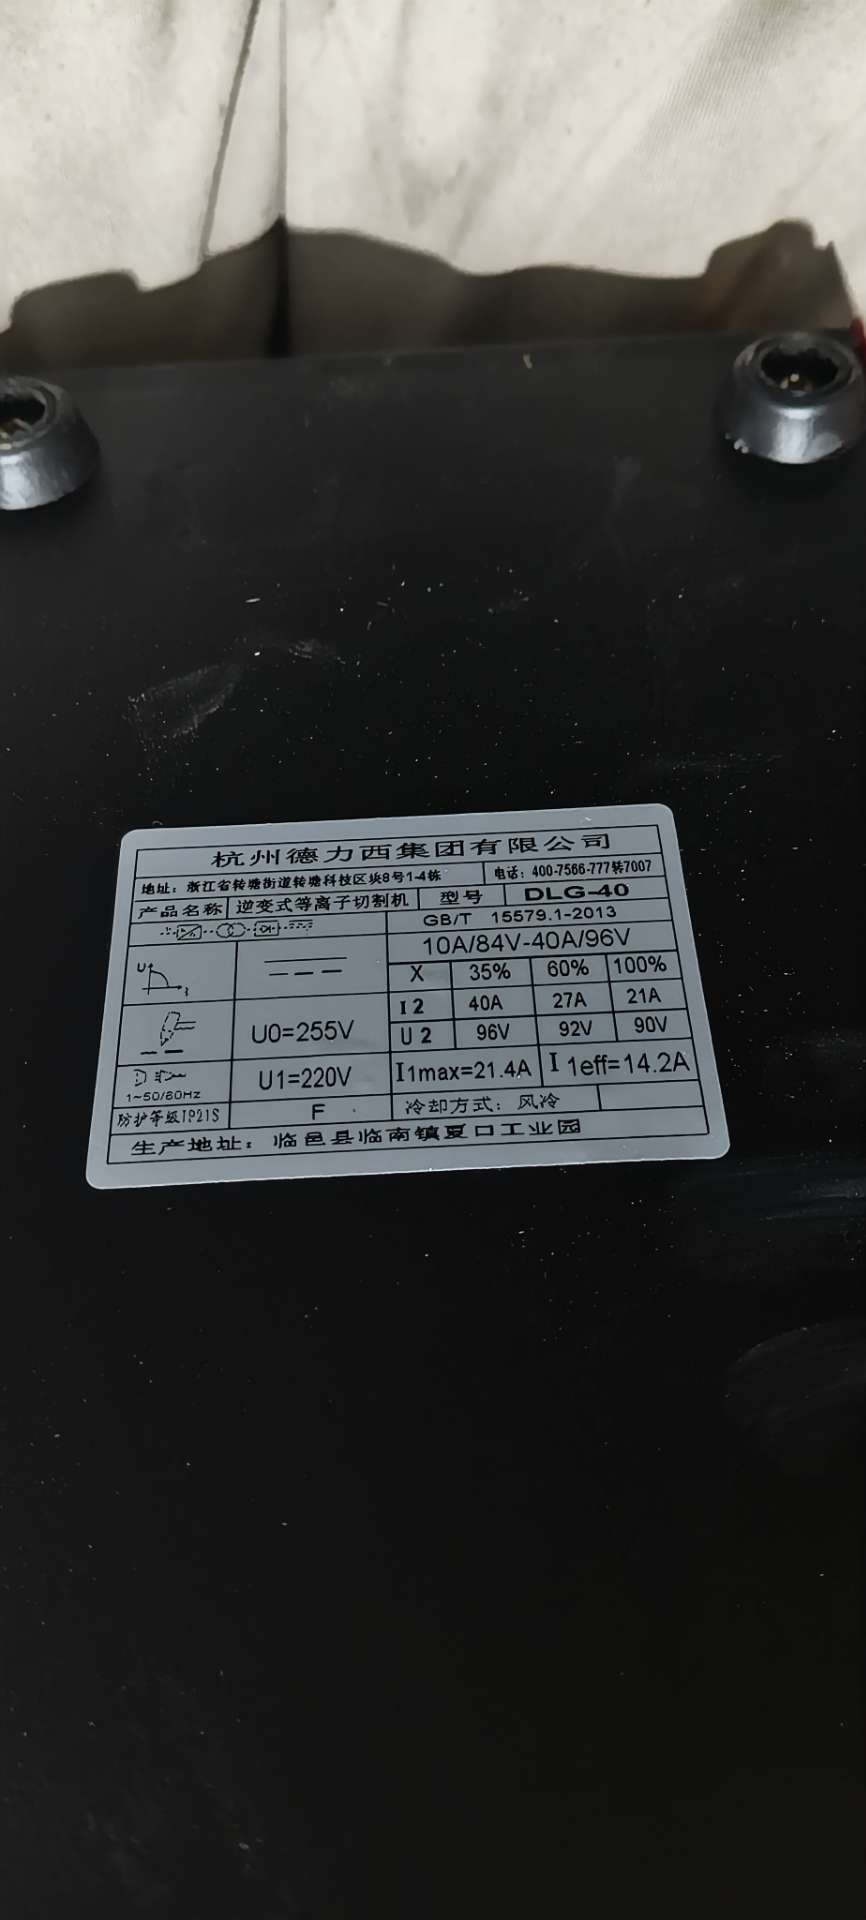 杭州德力西集团有限公司
地址：浙江省转塘街道转塘科技区块8号1-4栋 电话：400-7566-777转7007
产品名称 逆变式等离子切割机 型号 DLG-40
GB/T 15579.1-2013
10A/84V-40A/96V
X 35% 60% 100%
I2 40A 27A 21A
U0=255V U2 96V 92V 90V
1~50/60HZ U1=220V I1max=21.4A I1eff=14.2A
防护等级IP21S F 冷却方式：风冷
生产地址：临邑县临南镇夏口工业园